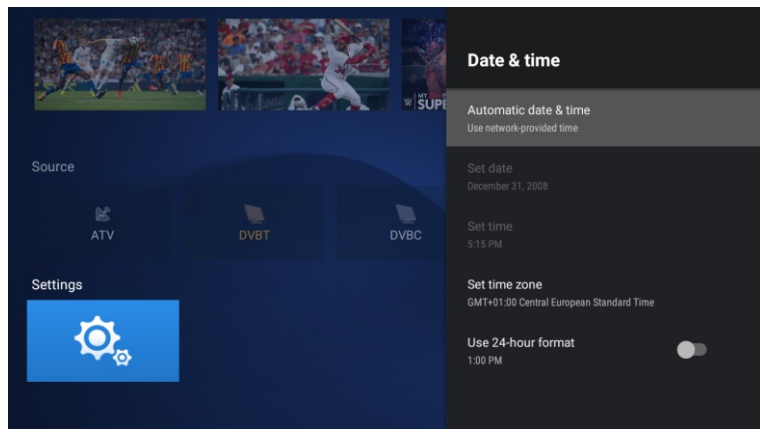 MY
SUPE
Source
ATV
DVBT
DVBC
Settings
Date & time
Automatic date & time
Use network-provided time
Set date
December 31, 2008
Set time
5:15 PM
Set time zone
GMT+01:00 Central European Standard Time
Use 24-hour format
1:00 PM